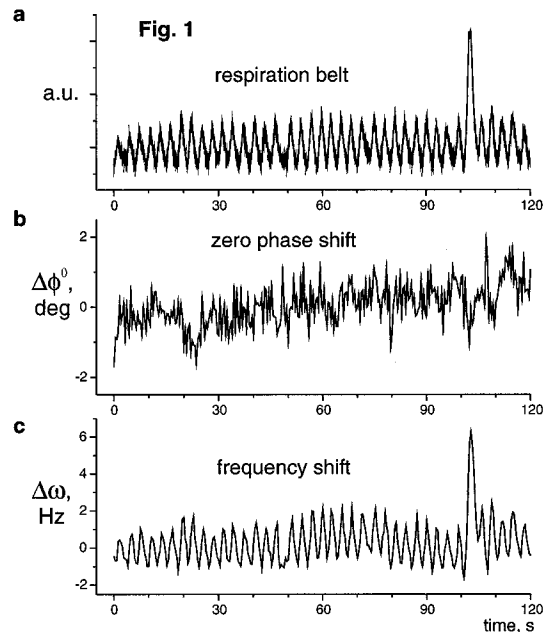 a
Fig. 1
respiration belt
a.u.
0 30 60 90 120
b
zero phase shift
Δϕ⁰,
deg
2
0
-2
0 30 60 90 120
c
frequency shift
Δω,
Hz
6
4
2
0
-2
0 30 60 90 120
time, s